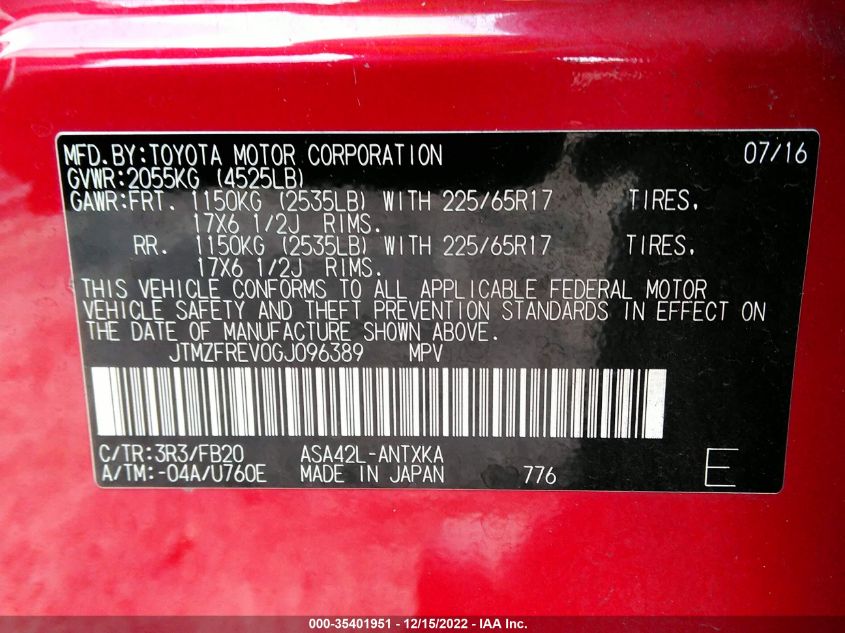 MFD.BY:TOYOTA MOTOR CORPORATION 07/16
GVWR:2055KG (4525LB)
GAWR:FRT. 1150KG (2535LB) WITH 225/65R17 TIRES,
17X6 1/2J RIMS.
RR. 1150KG (2535LB) WITH 225/65R17 TIRES,
17X6 1/2J RIMS.
THIS VEHICLE CONFORMS TO ALL APPLICABLE FEDERAL MOTOR
VEHICLE SAFETY AND THEFT PREVENTION STANDARDS IN EFFECT ON
THE DATE OF MANUFACTURE SHOWN ABOVE.
JTMZFREV0GJ096389 MPV
C/TR:3R3/FB20 ASA42L-ANTXKA
A/TM:-04A/U760E MADE IN JAPAN 776 E
000-35401951 - 12/15/2022 - IAA Inc.